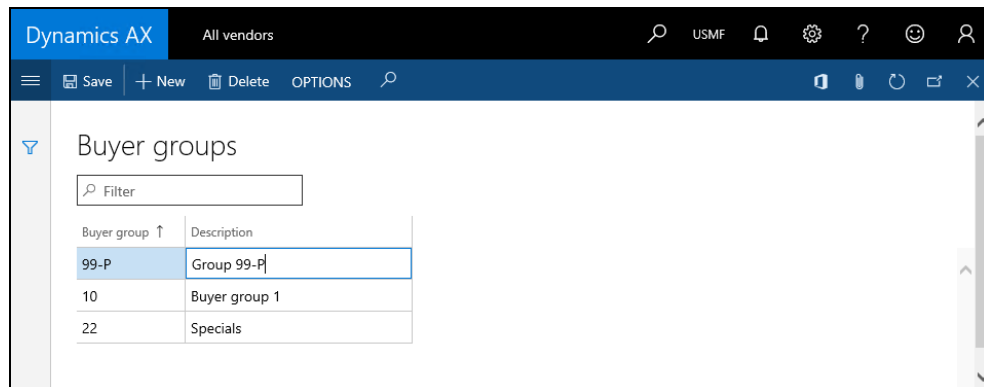 Dynamics AX All vendors USMF ?
Save New Delete OPTIONS
Buyer groups
Filter
Buyer group ↑ Description
99-P Group 99-P
10 Buyer group 1
22 Specials